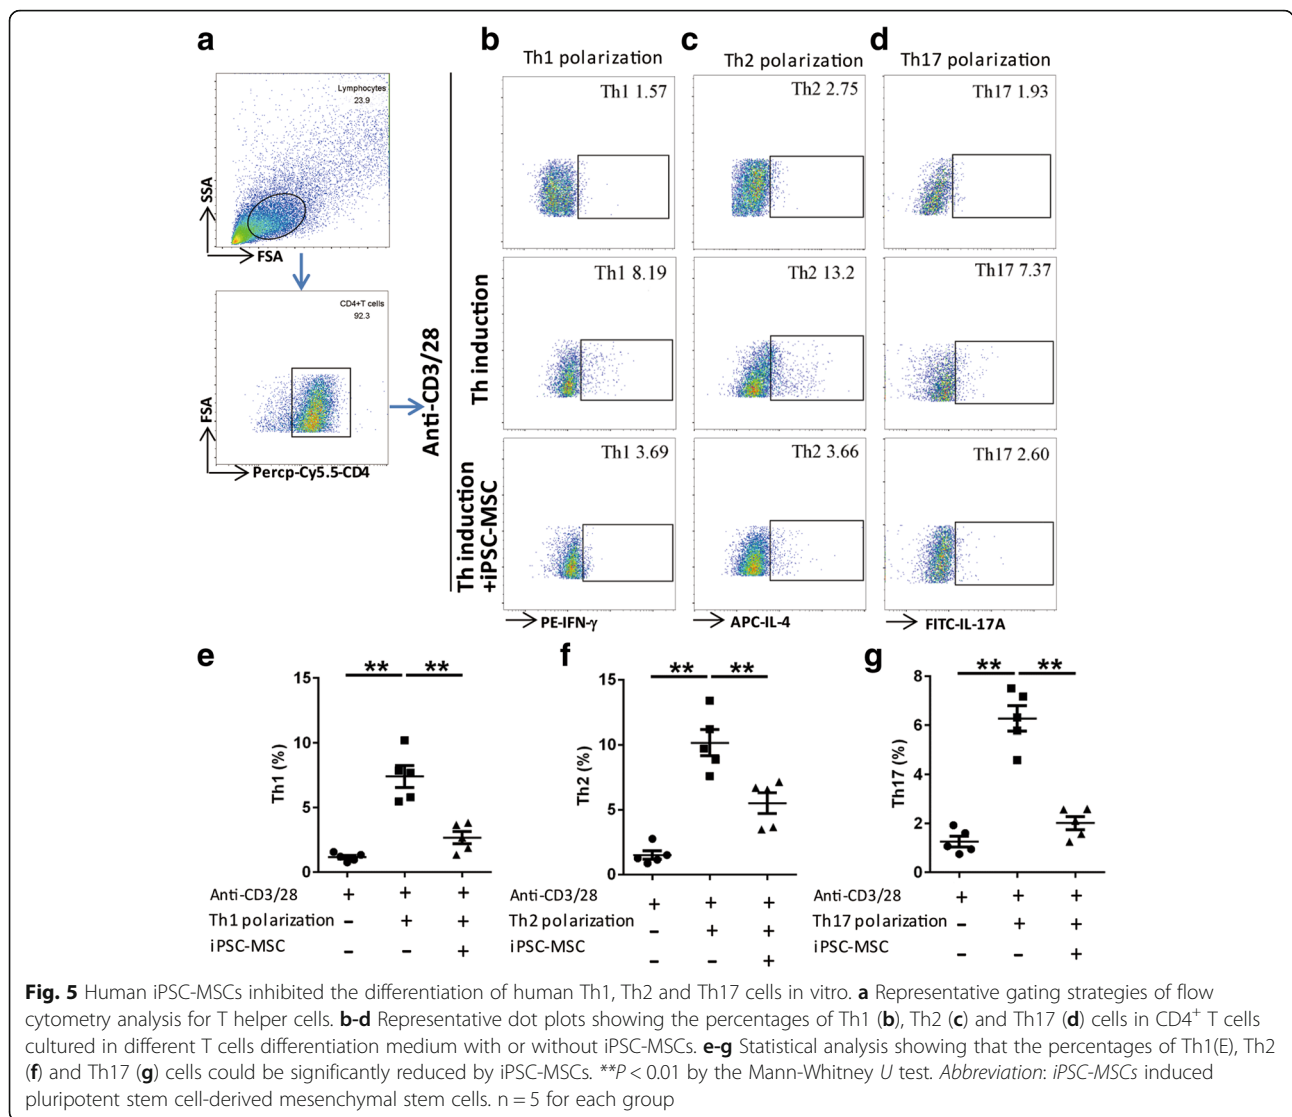 a
b
c
d
Th1 polarization
Th2 polarization
Th17 polarization
Lymphocytes
23.9
SSA
FSA
CD4+T cells
92.3
FSA
Percp-Cy5.5-CD4
Anti-CD3/28
Th1 1.57
Th2 2.75
Th17 1.93
Th induction
Th1 8.19
Th2 13.2
Th17 7.37
Th induction
+iPSC-MSC
Th1 3.69
Th2 3.66
Th17 2.60
PE-IFN-γ
APC-IL-4
FITC-IL-17A
e
** **
Th1 (%)
15
10
5
0
Anti-CD3/28 + + +
Th1 polarization − + +
iPSC-MSC − − +
f
** **
Th2 (%)
15
10
5
0
Anti-CD3/28 + + +
Th2 polarization − + +
iPSC-MSC − − +
g
** **
Th17 (%)
8
6
4
2
0
Anti-CD3/28 + + +
Th17 polarization − + +
iPSC-MSC − − +
Fig. 5 Human iPSC-MSCs inhibited the differentiation of human Th1, Th2 and Th17 cells in vitro. a Representative gating strategies of flow
cytometry analysis for T helper cells. b-d Representative dot plots showing the percentages of Th1 (b), Th2 (c) and Th17 (d) cells in CD4+ T cells
cultured in different T cells differentiation medium with or without iPSC-MSCs. e-g Statistical analysis showing that the percentages of Th1(E), Th2
(f) and Th17 (g) cells could be significantly reduced by iPSC-MSCs. **P < 0.01 by the Mann-Whitney U test. Abbreviation: iPSC-MSCs induced
pluripotent stem cell-derived mesenchymal stem cells. n = 5 for each group